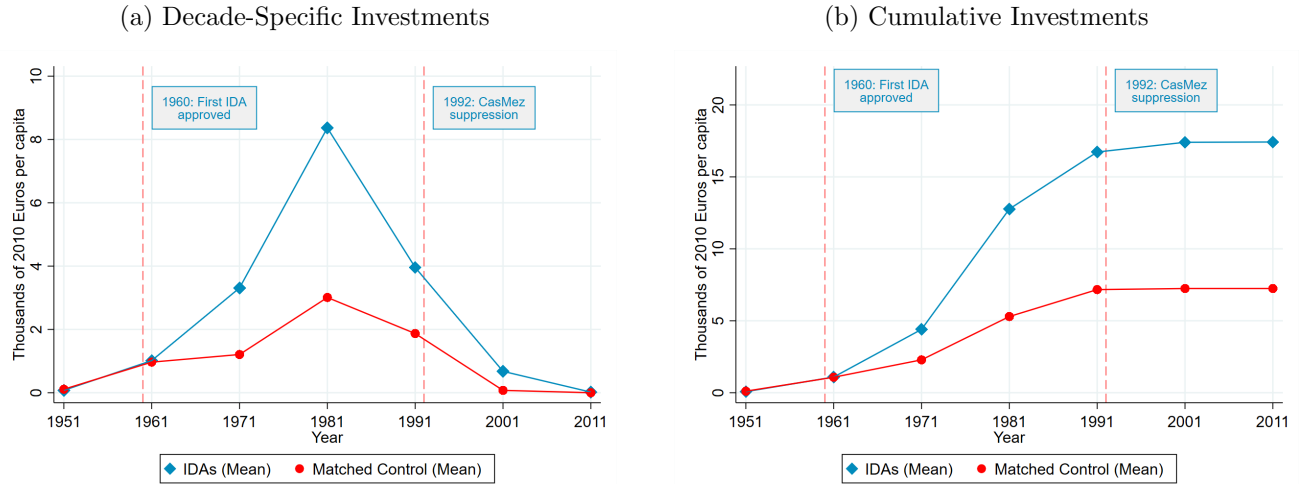 (a) Decade-Specific Investments
Thousands of 2010 Euros per capita
10
8
6
4
2
0
1960: First IDA
approved
1992: CasMez
suppression
1951 1961 1971 1981 1991 2001 2011
Year
IDAs (Mean) Matched Control (Mean)
(b) Cumulative Investments
Thousands of 2010 Euros per capita
20
15
10
5
0
1960: First IDA
approved
1992: CasMez
suppression
1951 1961 1971 1981 1991 2001 2011
Year
IDAs (Mean) Matched Control (Mean)